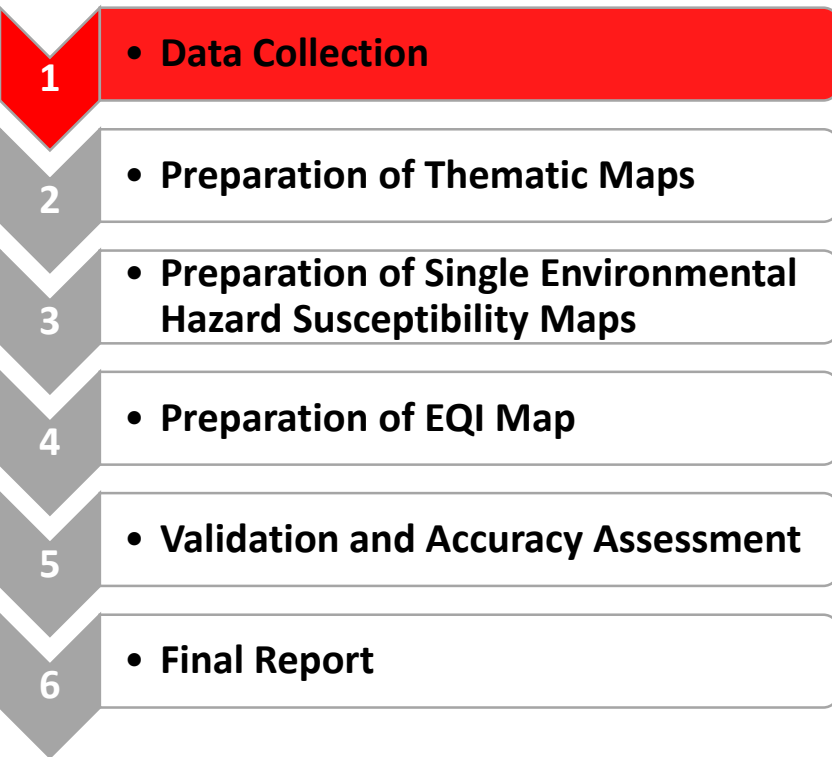 1
• Data Collection
2
• Preparation of Thematic Maps
3
• Preparation of Single Environmental
Hazard Susceptibility Maps
4
• Preparation of EQI Map
5
• Validation and Accuracy Assessment
6
• Final Report